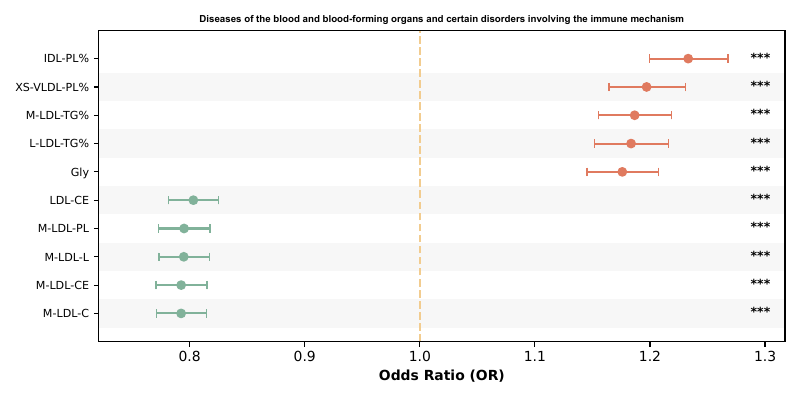 Diseases of the blood and blood-forming organs and certain disorders involving the immune mechanism
IDL-PL% ***
XS-VLDL-PL% ***
M-LDL-TG% ***
L-LDL-TG% ***
Gly ***
LDL-CE ***
M-LDL-PL ***
M-LDL-L ***
M-LDL-CE ***
M-LDL-C ***
0.8 0.9 1.0 1.1 1.2 1.3
Odds Ratio (OR)